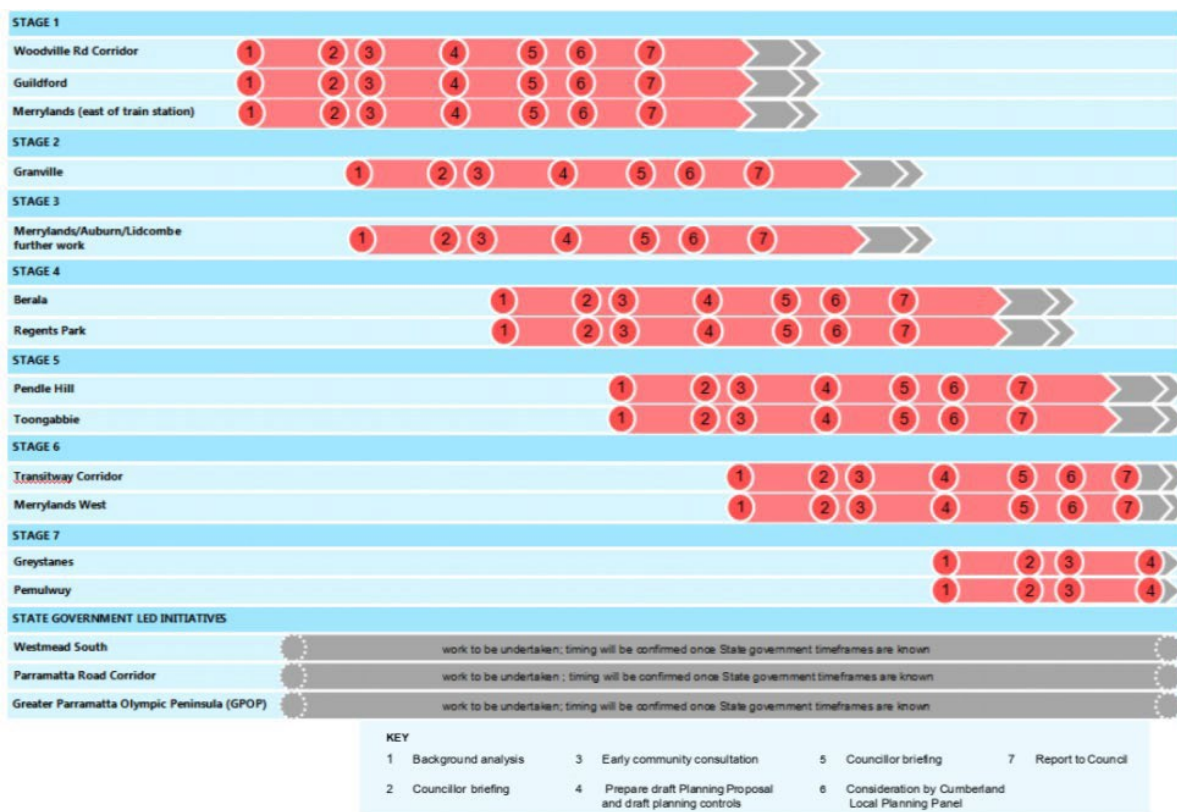 STAGE 1
Woodville Rd Corridor 1 2 3 4 5 6 7
Guildford 1 2 3 4 5 6 7
Merrylands (east of train station) 1 2 3 4 5 6 7
STAGE 2
Granville 1 2 3 4 5 6 7
STAGE 3
Merrylands/Auburn/Lidcombe
further work 1 2 3 4 5 6 7
STAGE 4
Berala 1 2 3 4 5 6 7
Regents Park 1 2 3 4 5 6 7
STAGE 5
Pendle Hill 1 2 3 4 5 6 7
Toongabbie 1 2 3 4 5 6 7
STAGE 6
Transitway Corridor 1 2 3 4 5 6 7
Merrylands West 1 2 3 4 5 6 7
STAGE 7
Greystanes 1 2 3 4
Pemulwuy 1 2 3 4
STATE GOVERNMENT LED INITIATIVES
Westmead South work to be undertaken; timing will be confirmed once State government timeframes are known
Parramatta Road Corridor work to be undertaken ; timing will be confirmed once State government timeframes are known
Greater Parramatta Olympic Peninsula (GPOP) work to be undertaken; timing will be confirmed once State government timeframes are known
KEY
1 Background analysis
2 Councillor briefing
3 Early community consultation
4 Prepare draft Planning Proposal
and draft planning controls
5 Councillor briefing
6 Consideration by Cumberland
Local Planning Panel
7 Report to Council